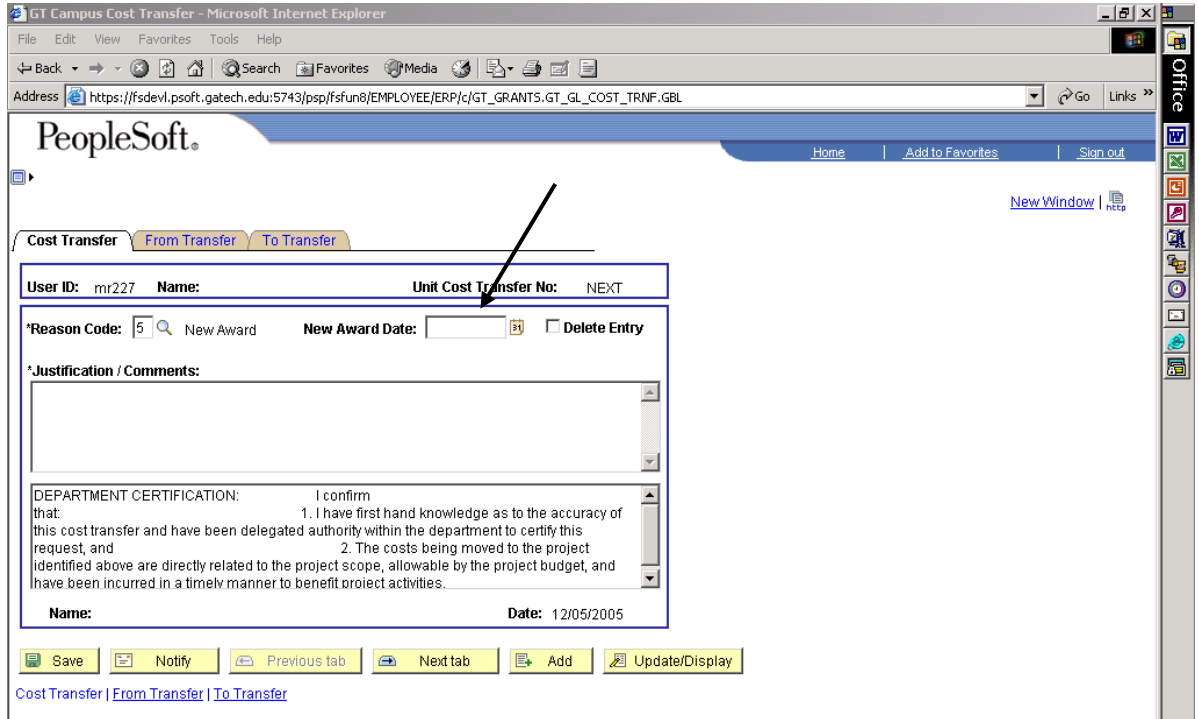 GT Campus Cost Transfer - Microsoft Internet Explorer
File Edit View Favorites Tools Help
Back Search Favorites Media
Address https://fsdevl.psoft.gatech.edu:5743/psp/fsfun8/EMPLOYEE/ERP/c/GT_GRANTS.GT_GL_COST_TRNF.GBL Go Links »
Office
PeopleSoft®
Home | Add to Favorites | Sign out
New Window | http
Cost Transfer From Transfer To Transfer
User ID: mr227 Name: Unit Cost Transfer No: NEXT
*Reason Code: 5 New Award New Award Date: 31 Delete Entry
*Justification / Comments:
DEPARTMENT CERTIFICATION: I confirm
that: 1. I have first hand knowledge as to the accuracy of
this cost transfer and have been delegated authority within the department to certify this
request, and 2. The costs being moved to the project
identified above are directly related to the project scope, allowable by the project budget, and
have been incurred in a timely manner to benefit project activities.
Name: Date: 12/05/2005
Save Notify Previous tab Next tab Add Update/Display
Cost Transfer | From Transfer | To Transfer